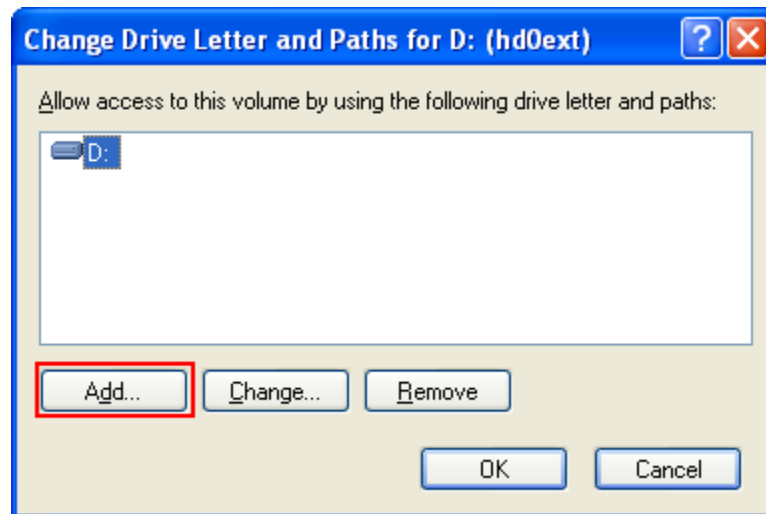 Change Drive Letter and Paths for D: (hd0ext)
Allow access to this volume by using the following drive letter and paths:
D:
Add... Change... Remove
OK Cancel